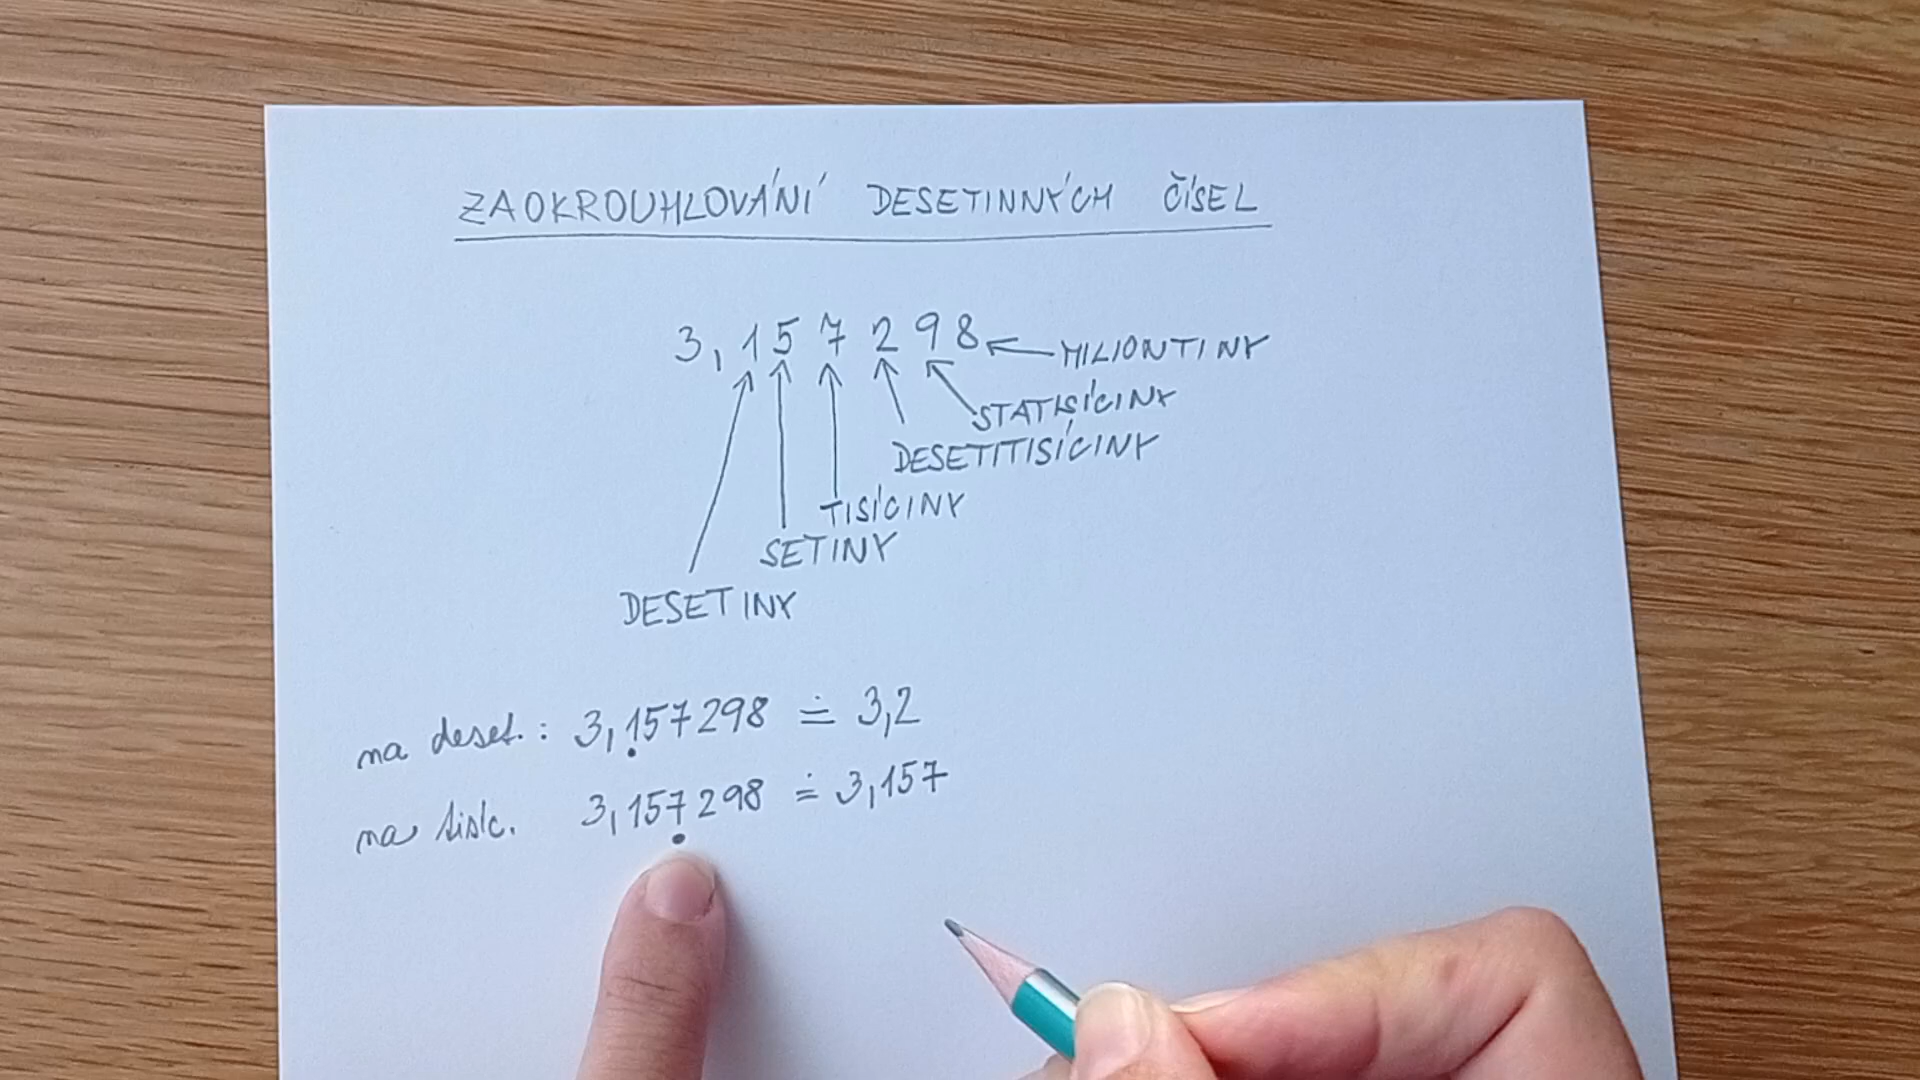 ZAOKROUHLOVÁNÍ DESETINNÝCH ČÍSEL
3,157298 MILIONTINY
STATISÍCINY
DESETITISÍCINY
TISÍCINY
SETINY
DESETINY
na deset. : 3,157298 ≐ 3,2
na tisíc. 3,157298 ≐ 3,157